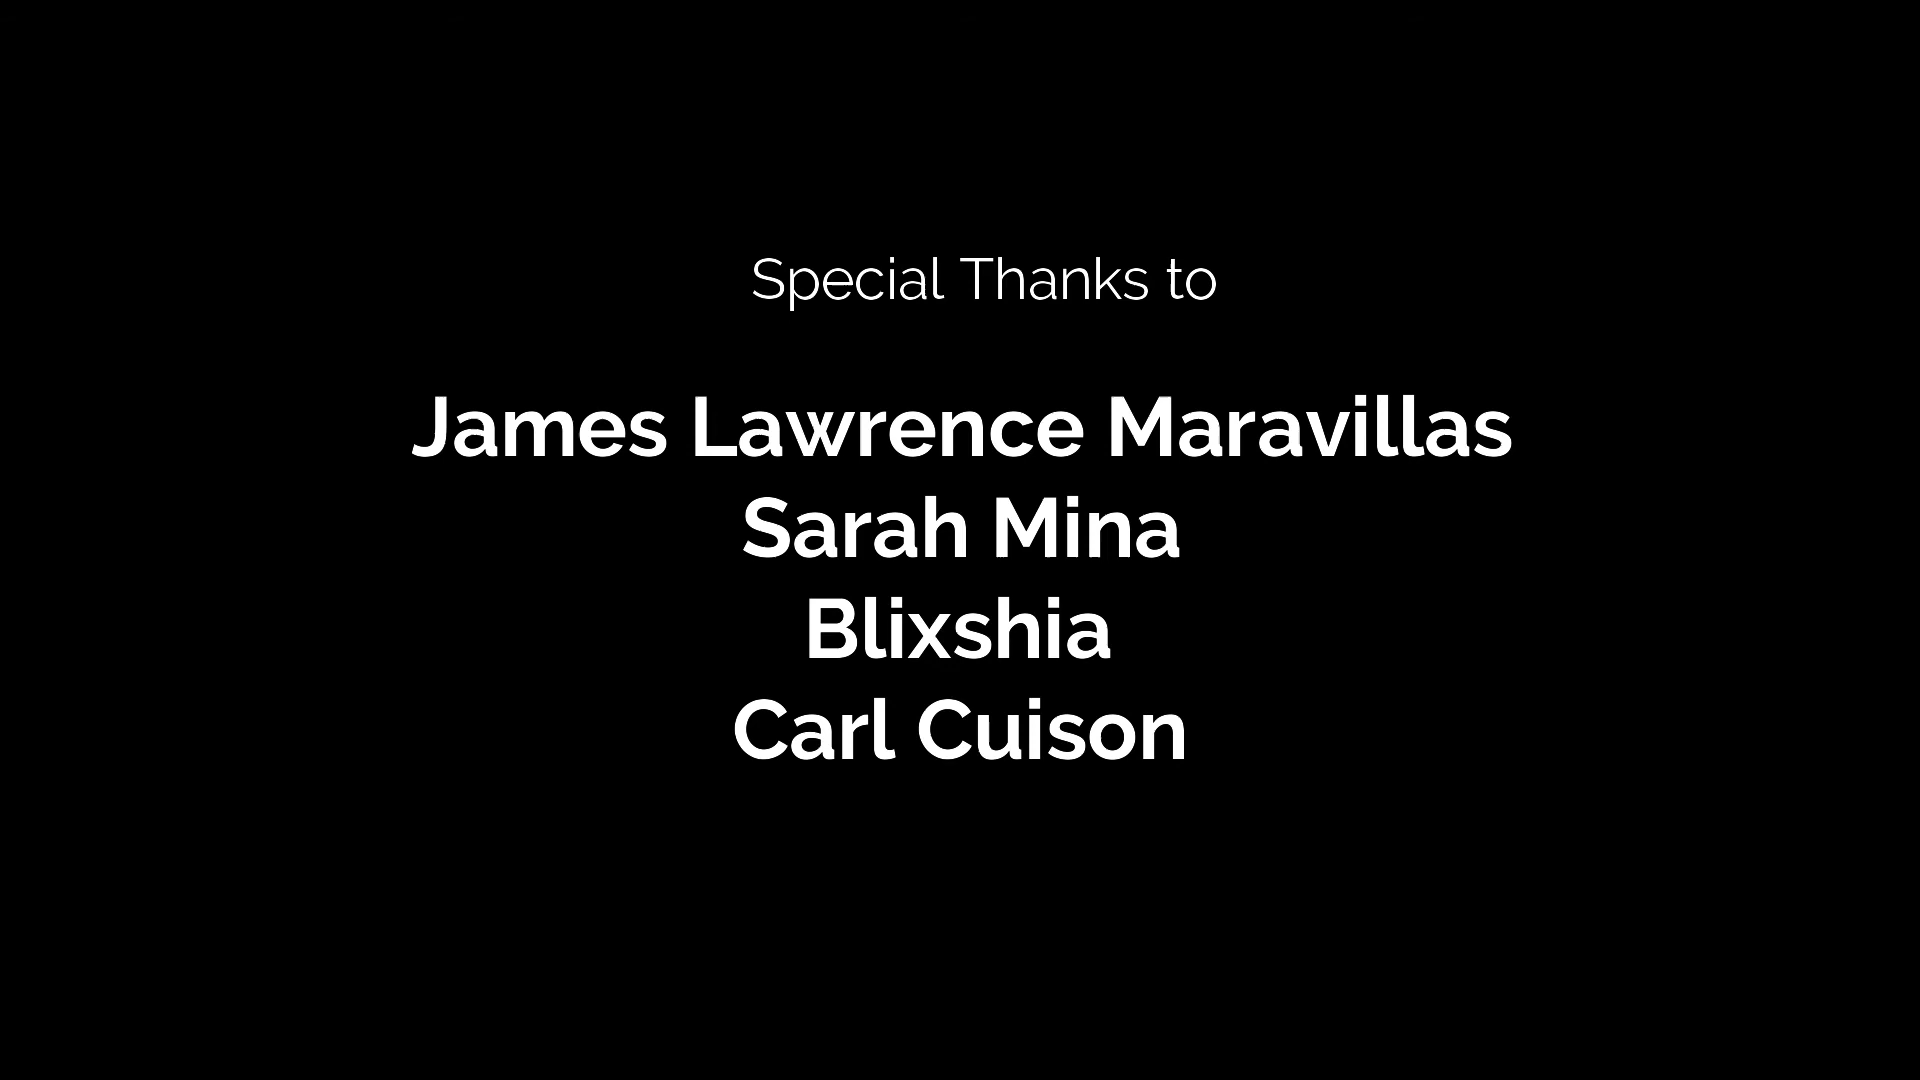 Special Thanks to
James Lawrence Maravillas
Sarah Mina
Blixshia
Carl Cuison